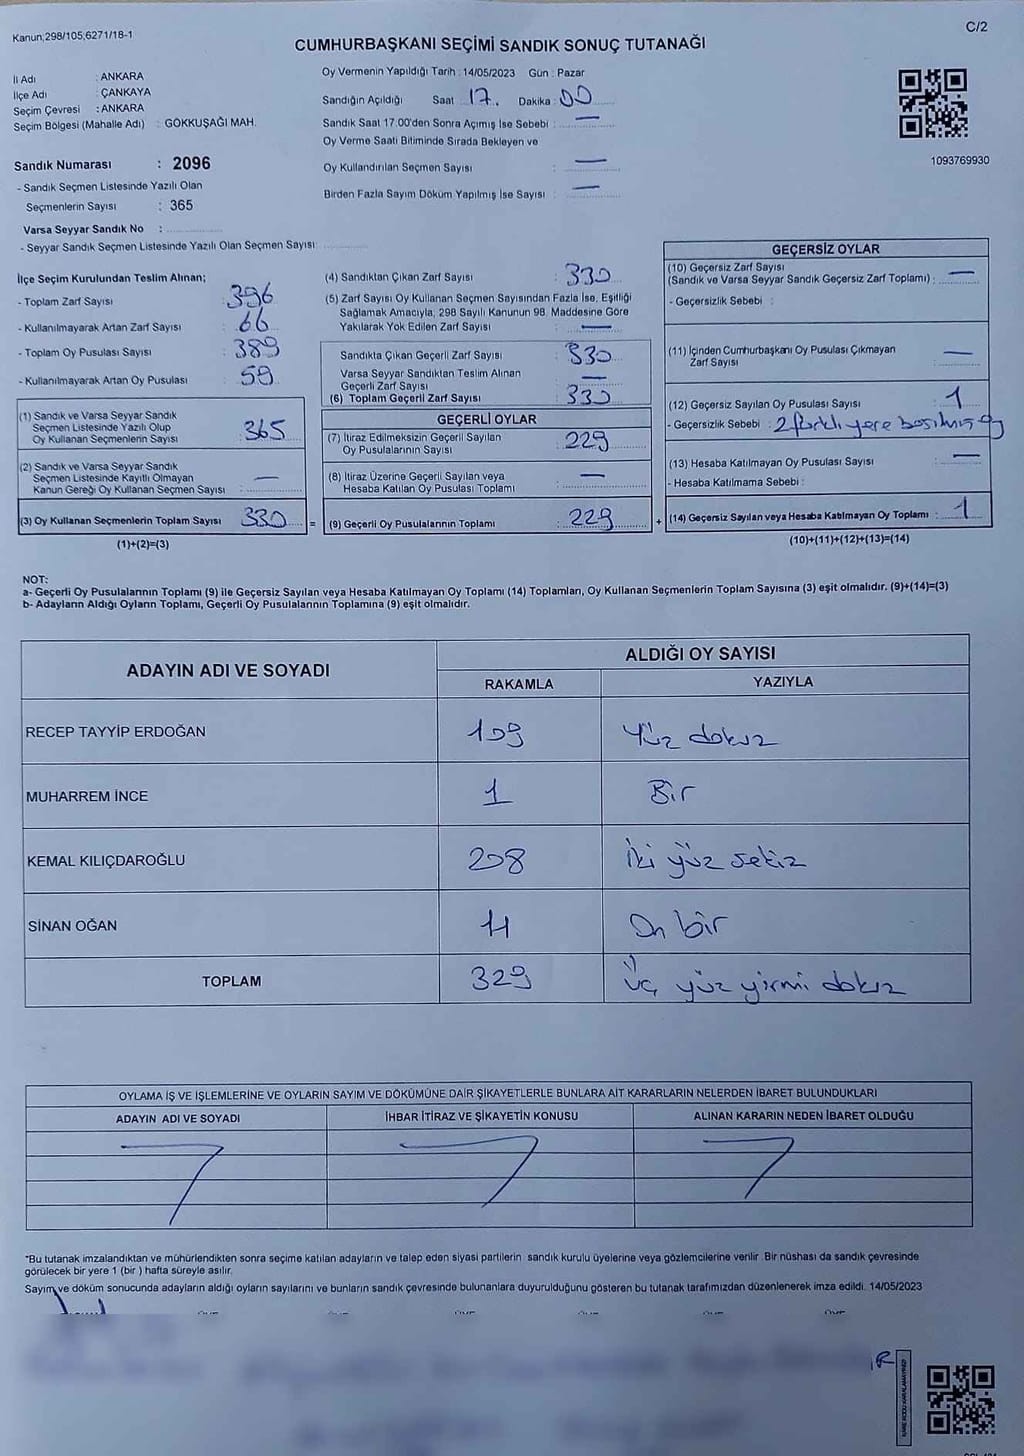 Kanun;298/105;6271/18-1
C/2
CUMHURBAŞKANI SEÇİMİ SANDIK SONUÇ TUTANAĞI
İl Adı : ANKARA
İlçe Adı : ÇANKAYA
Seçim Çevresi : ANKARA
Seçim Bölgesi (Mahalle Adı) : GÖKKUŞAĞI MAH.
Sandık Numarası : 2096
- Sandık Seçmen Listesinde Yazılı Olan
Seçmenlerin Sayısı : 365
Varsa Seyyar Sandık No :
- Seyyar Sandık Seçmen Listesinde Yazılı Olan Seçmen Sayısı:
Oy Vermenin Yapıldığı Tarih : 14/05/2023 Gün : Pazar
Sandığın Açıldığı Saat 17. Dakika : 00
Sandık Saat 17.00'den Sonra Açımış İse Sebebi : —
Oy Verme Saati Bitiminde Sırada Bekleyen ve
Oy Kullandırılan Seçmen Sayısı : —
Birden Fazla Sayım Döküm Yapılmış İse Sayısı : —
1093769930
İlçe Seçim Kurulundan Teslim Alınan;
- Toplam Zarf Sayısı : 396
- Kullanılmayarak Artan Zarf Sayısı : 66
- Toplam Oy Pusulası Sayısı : 389
- Kullanılmayarak Artan Oy Pusulası : 59
(1) Sandık ve Varsa Seyyar Sandık
Seçmen Listesinde Yazılı Olup
Oy Kullanan Seçmenlerin Sayısı : 365
(2) Sandık ve Varsa Seyyar Sandık
Seçmen Listesinde Kayıtlı Olmayan
Kanun Gereği Oy Kullanan Seçmen Sayısı : —
(3) Oy Kullanan Seçmenlerin Toplam Sayısı 330 =
(1)+(2)=(3)
(4) Sandıktan Çıkan Zarf Sayısı : 330
(5) Zarf Sayısı Oy Kullanan Seçmen Sayısından Fazla İse, Eşitliği
Sağlamak Amacıyla, 298 Sayılı Kanunun 98. Maddesine Göre
Yakılarak Yok Edilen Zarf Sayısı : —
Sandıkta Çıkan Geçerli Zarf Sayısı : 330
Varsa Seyyar Sandıktan Teslim Alınan
Geçerli Zarf Sayısı : —
(6) Toplam Geçerli Zarf Sayısı : 330
GEÇERLİ OYLAR
(7) İtiraz Edilmeksizin Geçerli Sayılan
Oy Pusulalarının Sayısı : 229
(8) İtiraz Üzerine Geçerli Sayılan veya
Hesaba Katılan Oy Pusulası Toplamı : —
(9) Geçerli Oy Pusulalarının Toplamı : 229 +
GEÇERSİZ OYLAR
(10) Geçersiz Zarf Sayısı
(Sandık ve Varsa Seyyar Sandık Geçersiz Zarf Toplamı) : —
- Geçersizlik Sebebi :
(11) İçinden Cumhurbaşkanı Oy Pusulası Çıkmayan
Zarf Sayısı : —
(12) Geçersiz Sayılan Oy Pusulası Sayısı : 1
- Geçersizlik Sebebi : 2 farklı yere basılmış oy
(13) Hesaba Katılmayan Oy Pusulası Sayısı : —
- Hesaba Katılmama Sebebi :
(14) Geçersiz Sayılan veya Hesaba Katılmayan Oy Toplamı : 1
(10)+(11)+(12)+(13)=(14)
NOT:
a- Geçerli Oy Pusulalarının Toplamı (9) ile Geçersiz Sayılan veya Hesaba Katılmayan Oy Toplamı (14) Toplamları, Oy Kullanan Seçmenlerin Toplam Sayısına (3) eşit olmalıdır. (9)+(14)=(3)
b- Adayların Aldığı Oyların Toplamı, Geçerli Oy Pusulalarının Toplamına (9) eşit olmalıdır.
ADAYIN ADI VE SOYADI ALDIĞI OY SAYISI
RAKAMLA YAZIYLA
RECEP TAYYİP ERDOĞAN 109 Yüz dokuz
MUHARREM İNCE 1 Bir
KEMAL KILIÇDAROĞLU 208 İki yüz sekiz
SİNAN OĞAN 11 On bir
TOPLAM 329 Üç yüz yirmi dokuz
OYLAMA İŞ VE İŞLEMLERİNE VE OYLARIN SAYIM VE DÖKÜMÜNE DAİR ŞİKAYETLERLE BUNLARA AİT KARARLARIN NELERDEN İBARET BULUNDUKLARI
ADAYIN ADI VE SOYADI İHBAR İTİRAZ VE ŞİKAYETİN KONUSU ALINAN KARARIN NEDEN İBARET OLDUĞU
*Bu tutanak imzalandıktan ve mühürlendikten sonra seçime katılan adayların ve talep eden siyasi partilerin sandık kurulu üyelerine veya gözlemcilerine verilir. Bir nüshası da sandık çevresinde
görülecek bir yere 1 (bir ) hafta süreyle asılır.
Sayım ve döküm sonucunda adayların aldığı oyların sayılarını ve bunların sandık çevresinde bulunanlara duyurulduğunu gösteren bu tutanak tarafımızdan düzenlenerek imza edildi. 14/05/2023
KARE KODU KARALAMAYINIZ!